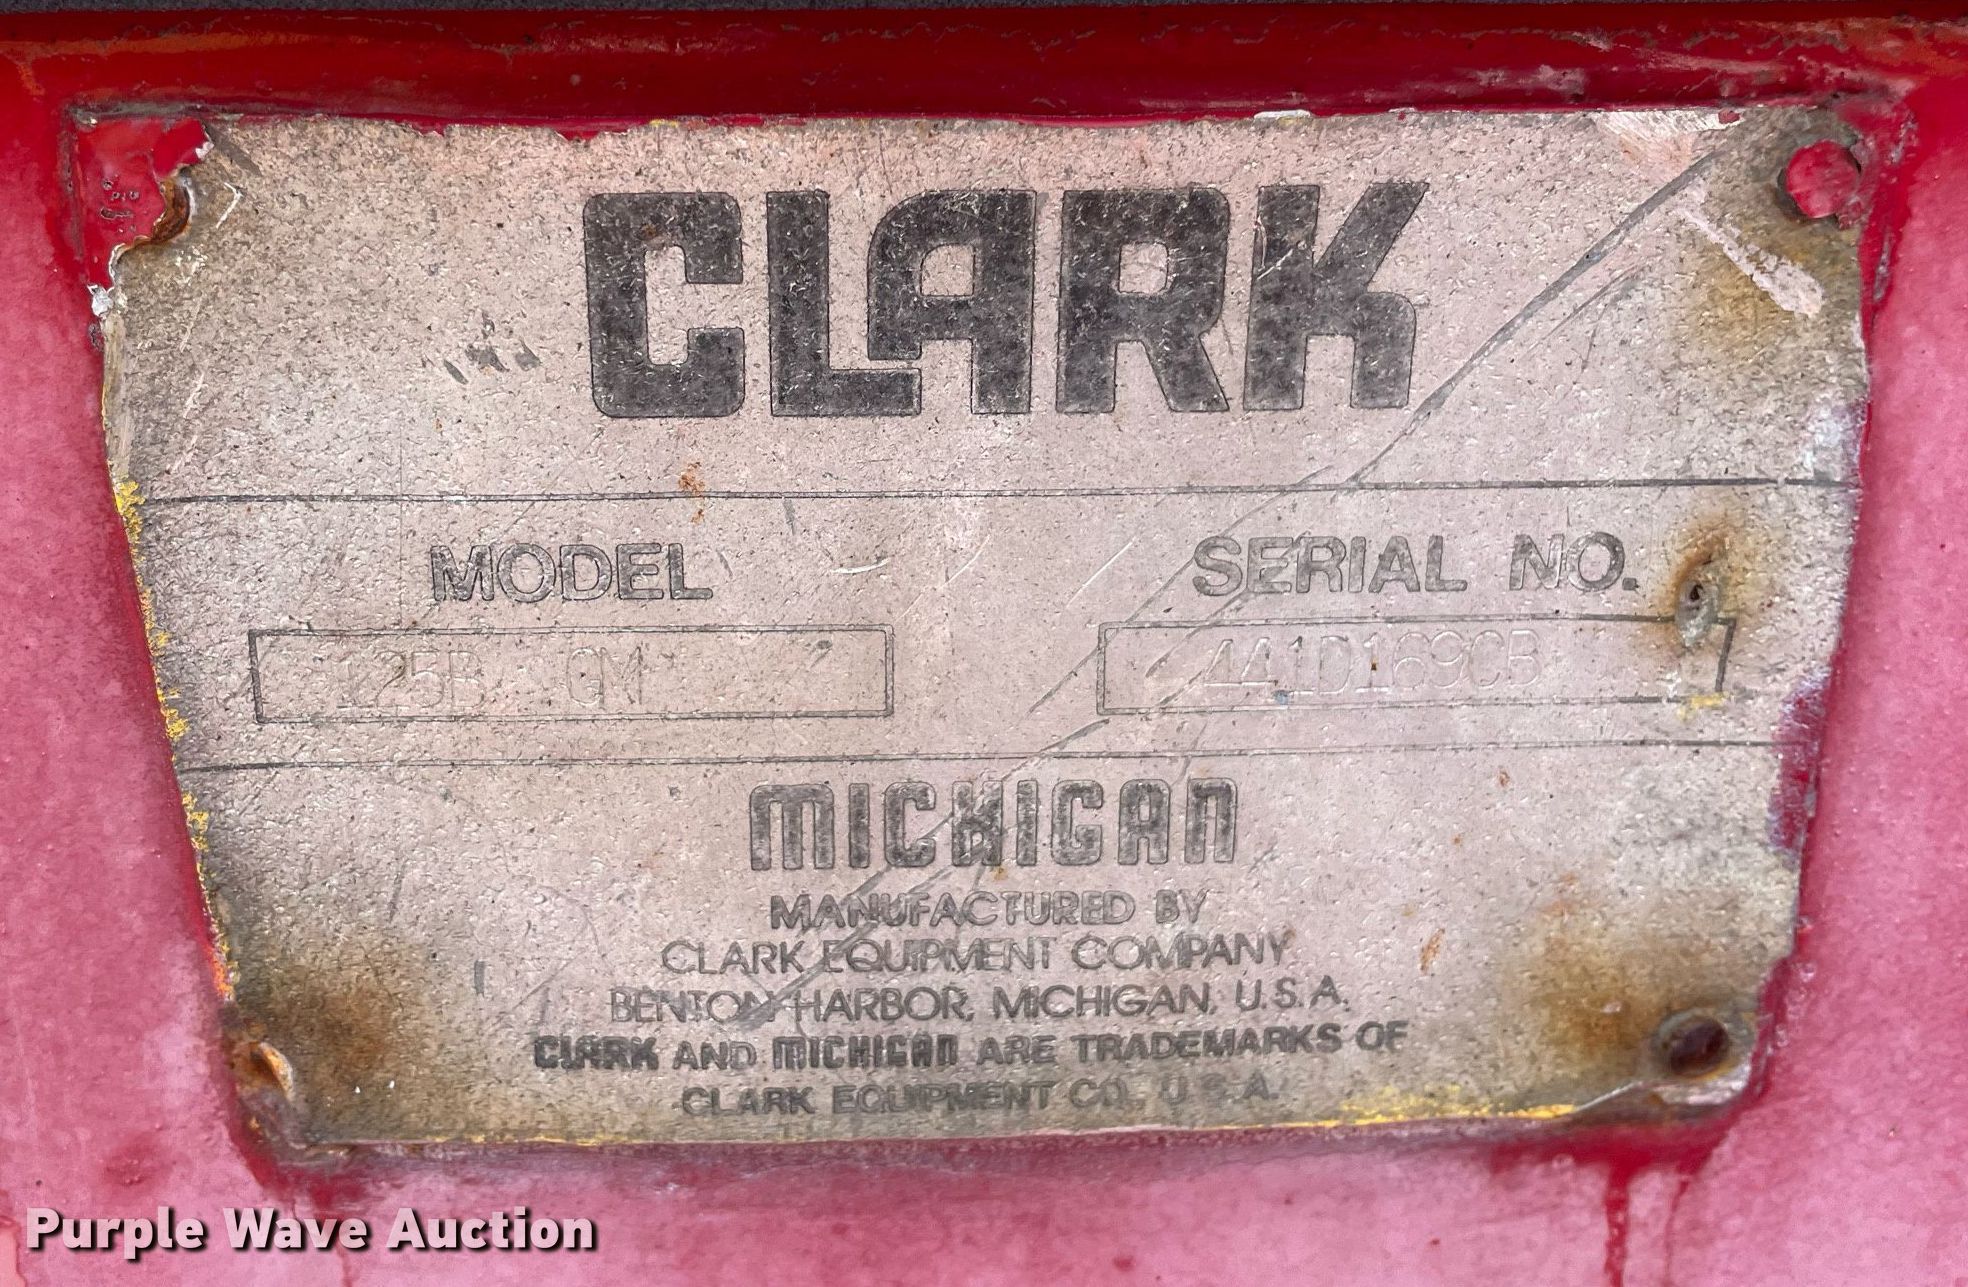 CLARK
MODEL SERIAL NO.
125B GM 441D169CB
MICHIGAN
MANUFACTURED BY
CLARK EQUIPMENT COMPANY
BENTON HARBOR, MICHIGAN, U.S.A.
CLARK AND MICHIGAN ARE TRADEMARKS OF
CLARK EQUIPMENT CO. U.S.A.
Purple Wave Auction